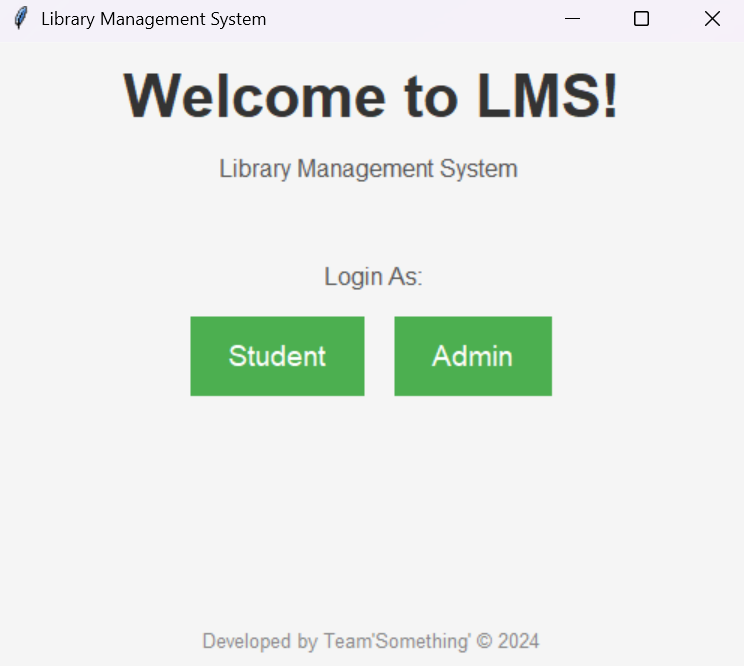 Library Management System
Welcome to LMS!
Library Management System
Login As:
Student
Admin
Developed by Team'Something' © 2024